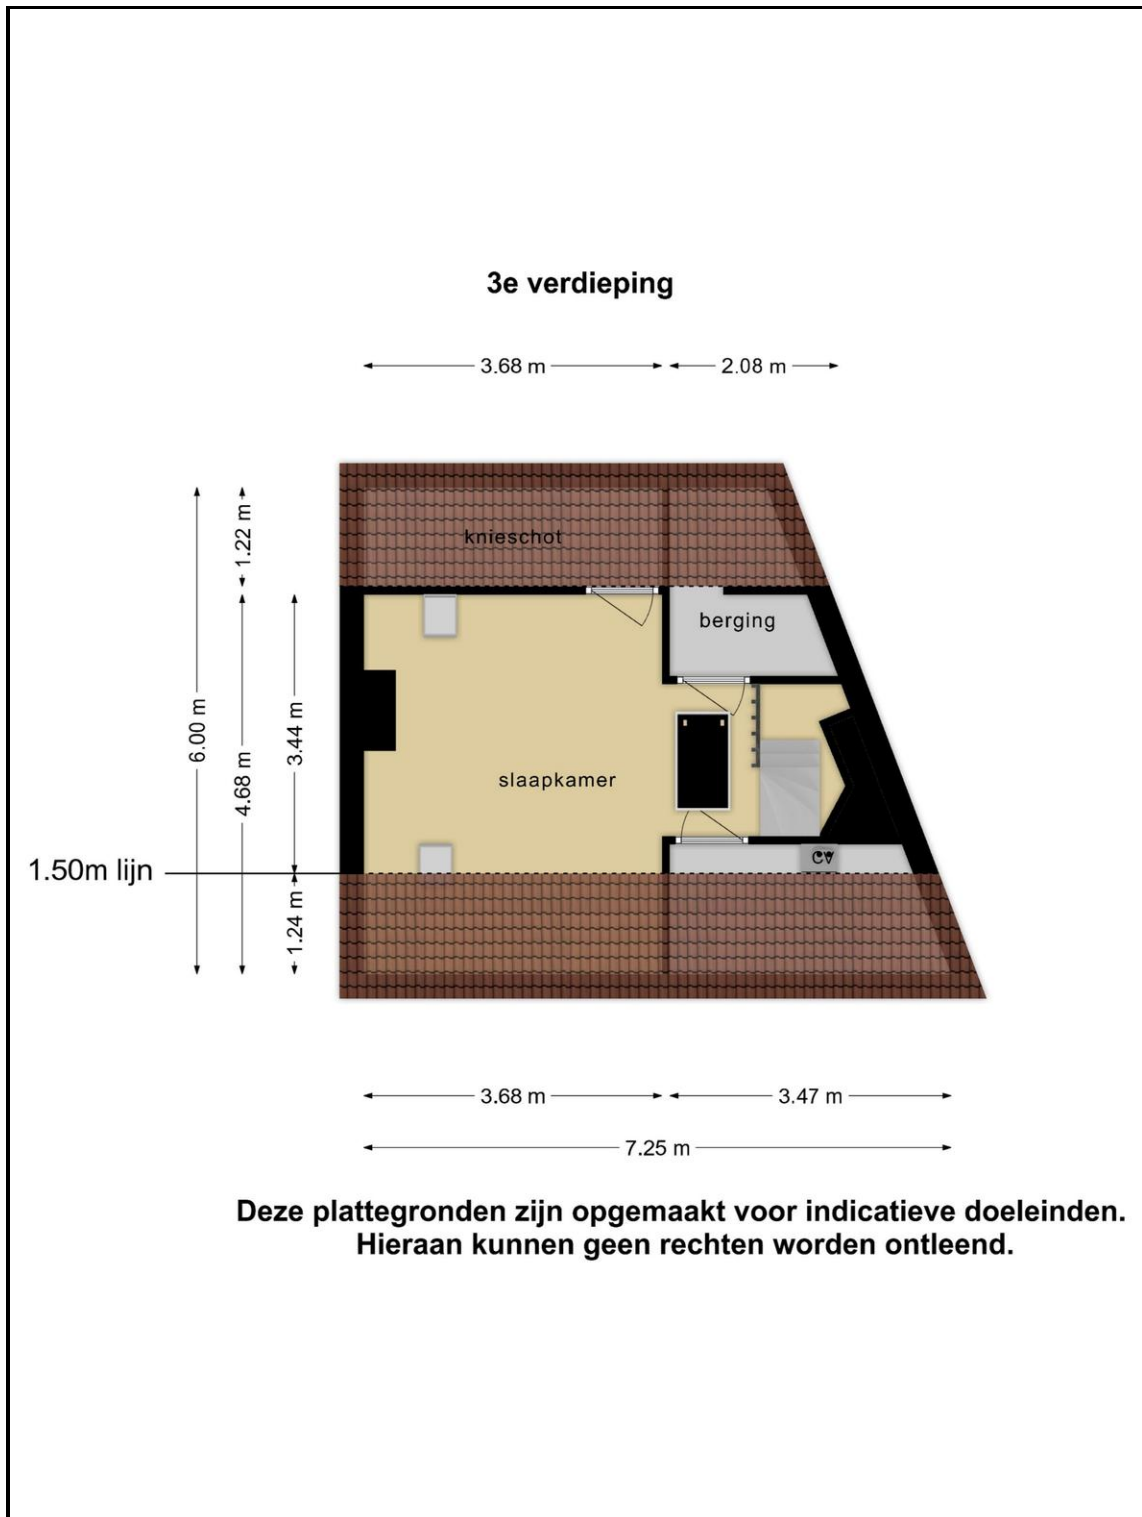 3e verdieping
3.68 m
2.08 m
1.22 m
knieschot
berging
6.00 m
4.68 m
3.44 m
slaapkamer
CV
1.50m lijn
1.24 m
3.68 m
3.47 m
7.25 m
Deze plattegronden zijn opgemaakt voor indicatieve doeleinden.
Hieraan kunnen geen rechten worden ontleend.